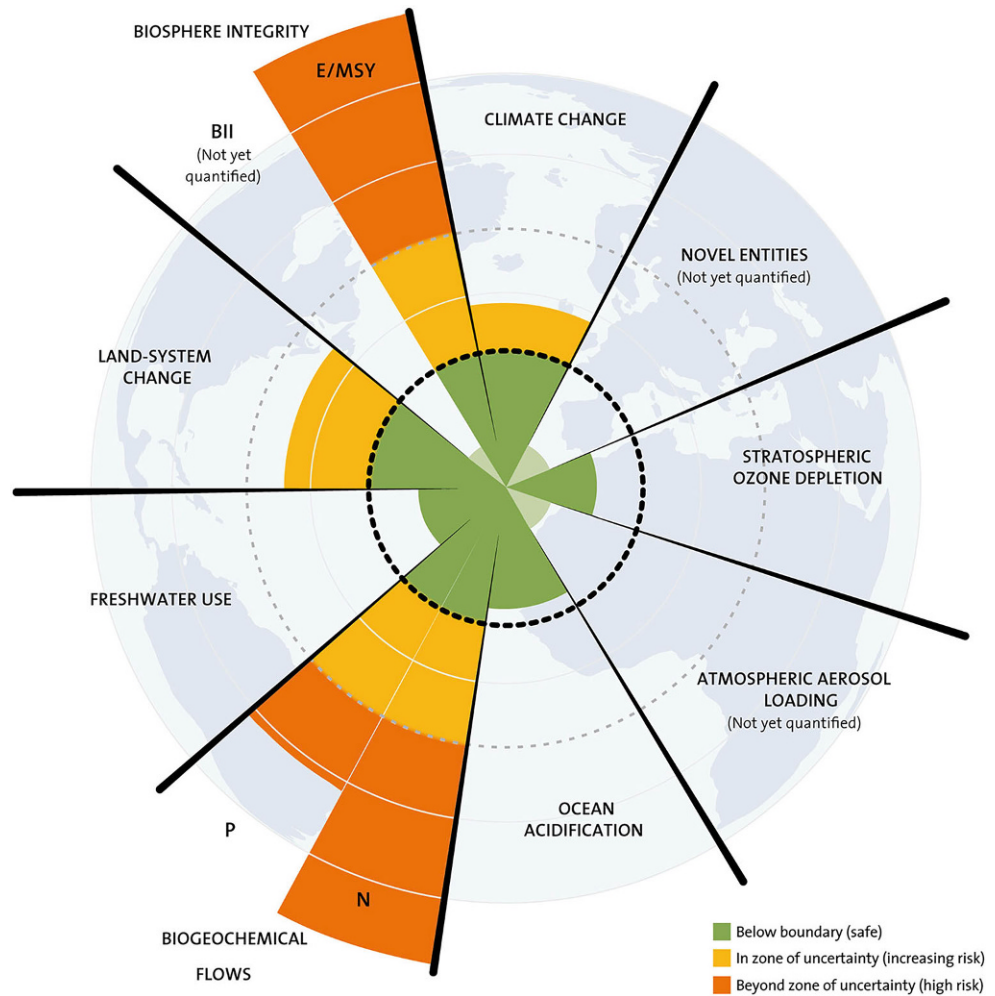 BIOSPHERE INTEGRITY
E/MSY
BII
(Not yet
quantified)
CLIMATE CHANGE
NOVEL ENTITIES
(Not yet quantified)
LAND-SYSTEM
CHANGE
STRATOSPHERIC
OZONE DEPLETION
FRESHWATER USE
ATMOSPHERIC AEROSOL
LOADING
(Not yet quantified)
OCEAN
ACIDIFICATION
P
N
BIOGEOCHEMICAL
FLOWS
Below boundary (safe)
In zone of uncertainty (increasing risk)
Beyond zone of uncertainty (high risk)